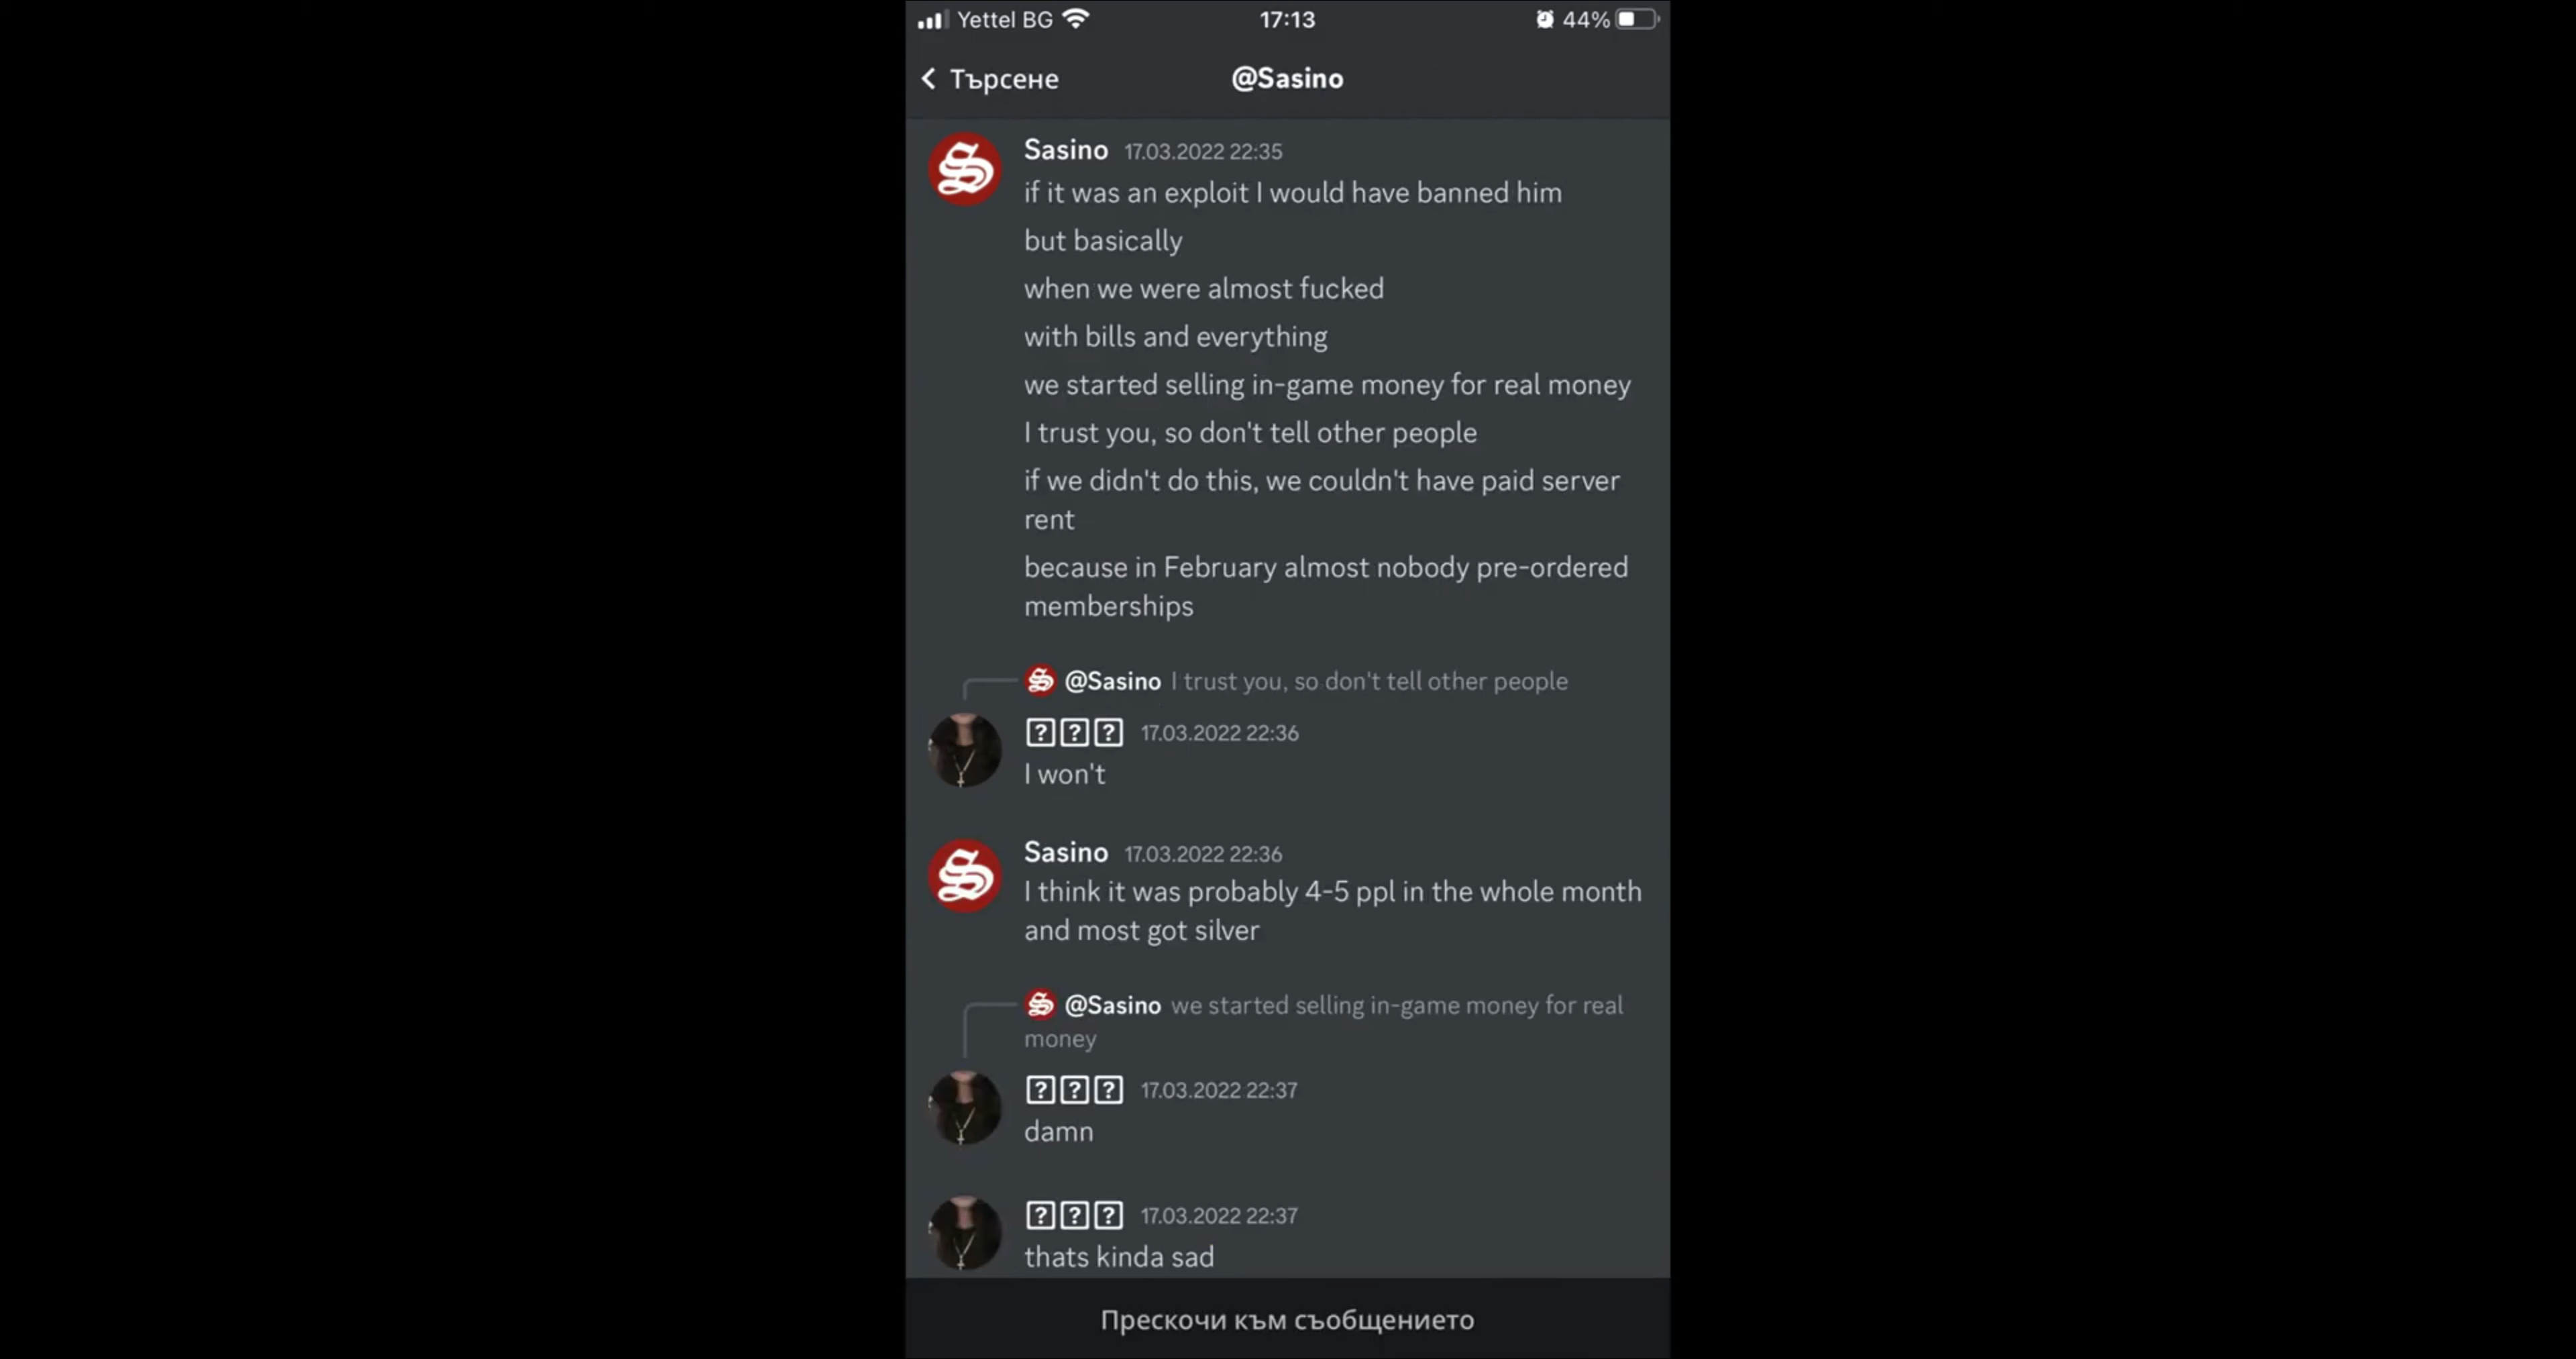 Yettel BG
17:13
44%
Търсене
@Sasino
Sasino 17.03.2022 22:35
if it was an exploit I would have banned him
but basically
when we were almost fucked
with bills and everything
we started selling in-game money for real money
I trust you, so don't tell other people
if we didn't do this, we couldn't have paid server
rent
because in February almost nobody pre-ordered
memberships
@Sasino I trust you, so don't tell other people
17.03.2022 22:36
I won't
Sasino 17.03.2022 22:36
I think it was probably 4-5 ppl in the whole month
and most got silver
@Sasino we started selling in-game money for real
money
17.03.2022 22:37
damn
17.03.2022 22:37
thats kinda sad
Прескочи към съобщението